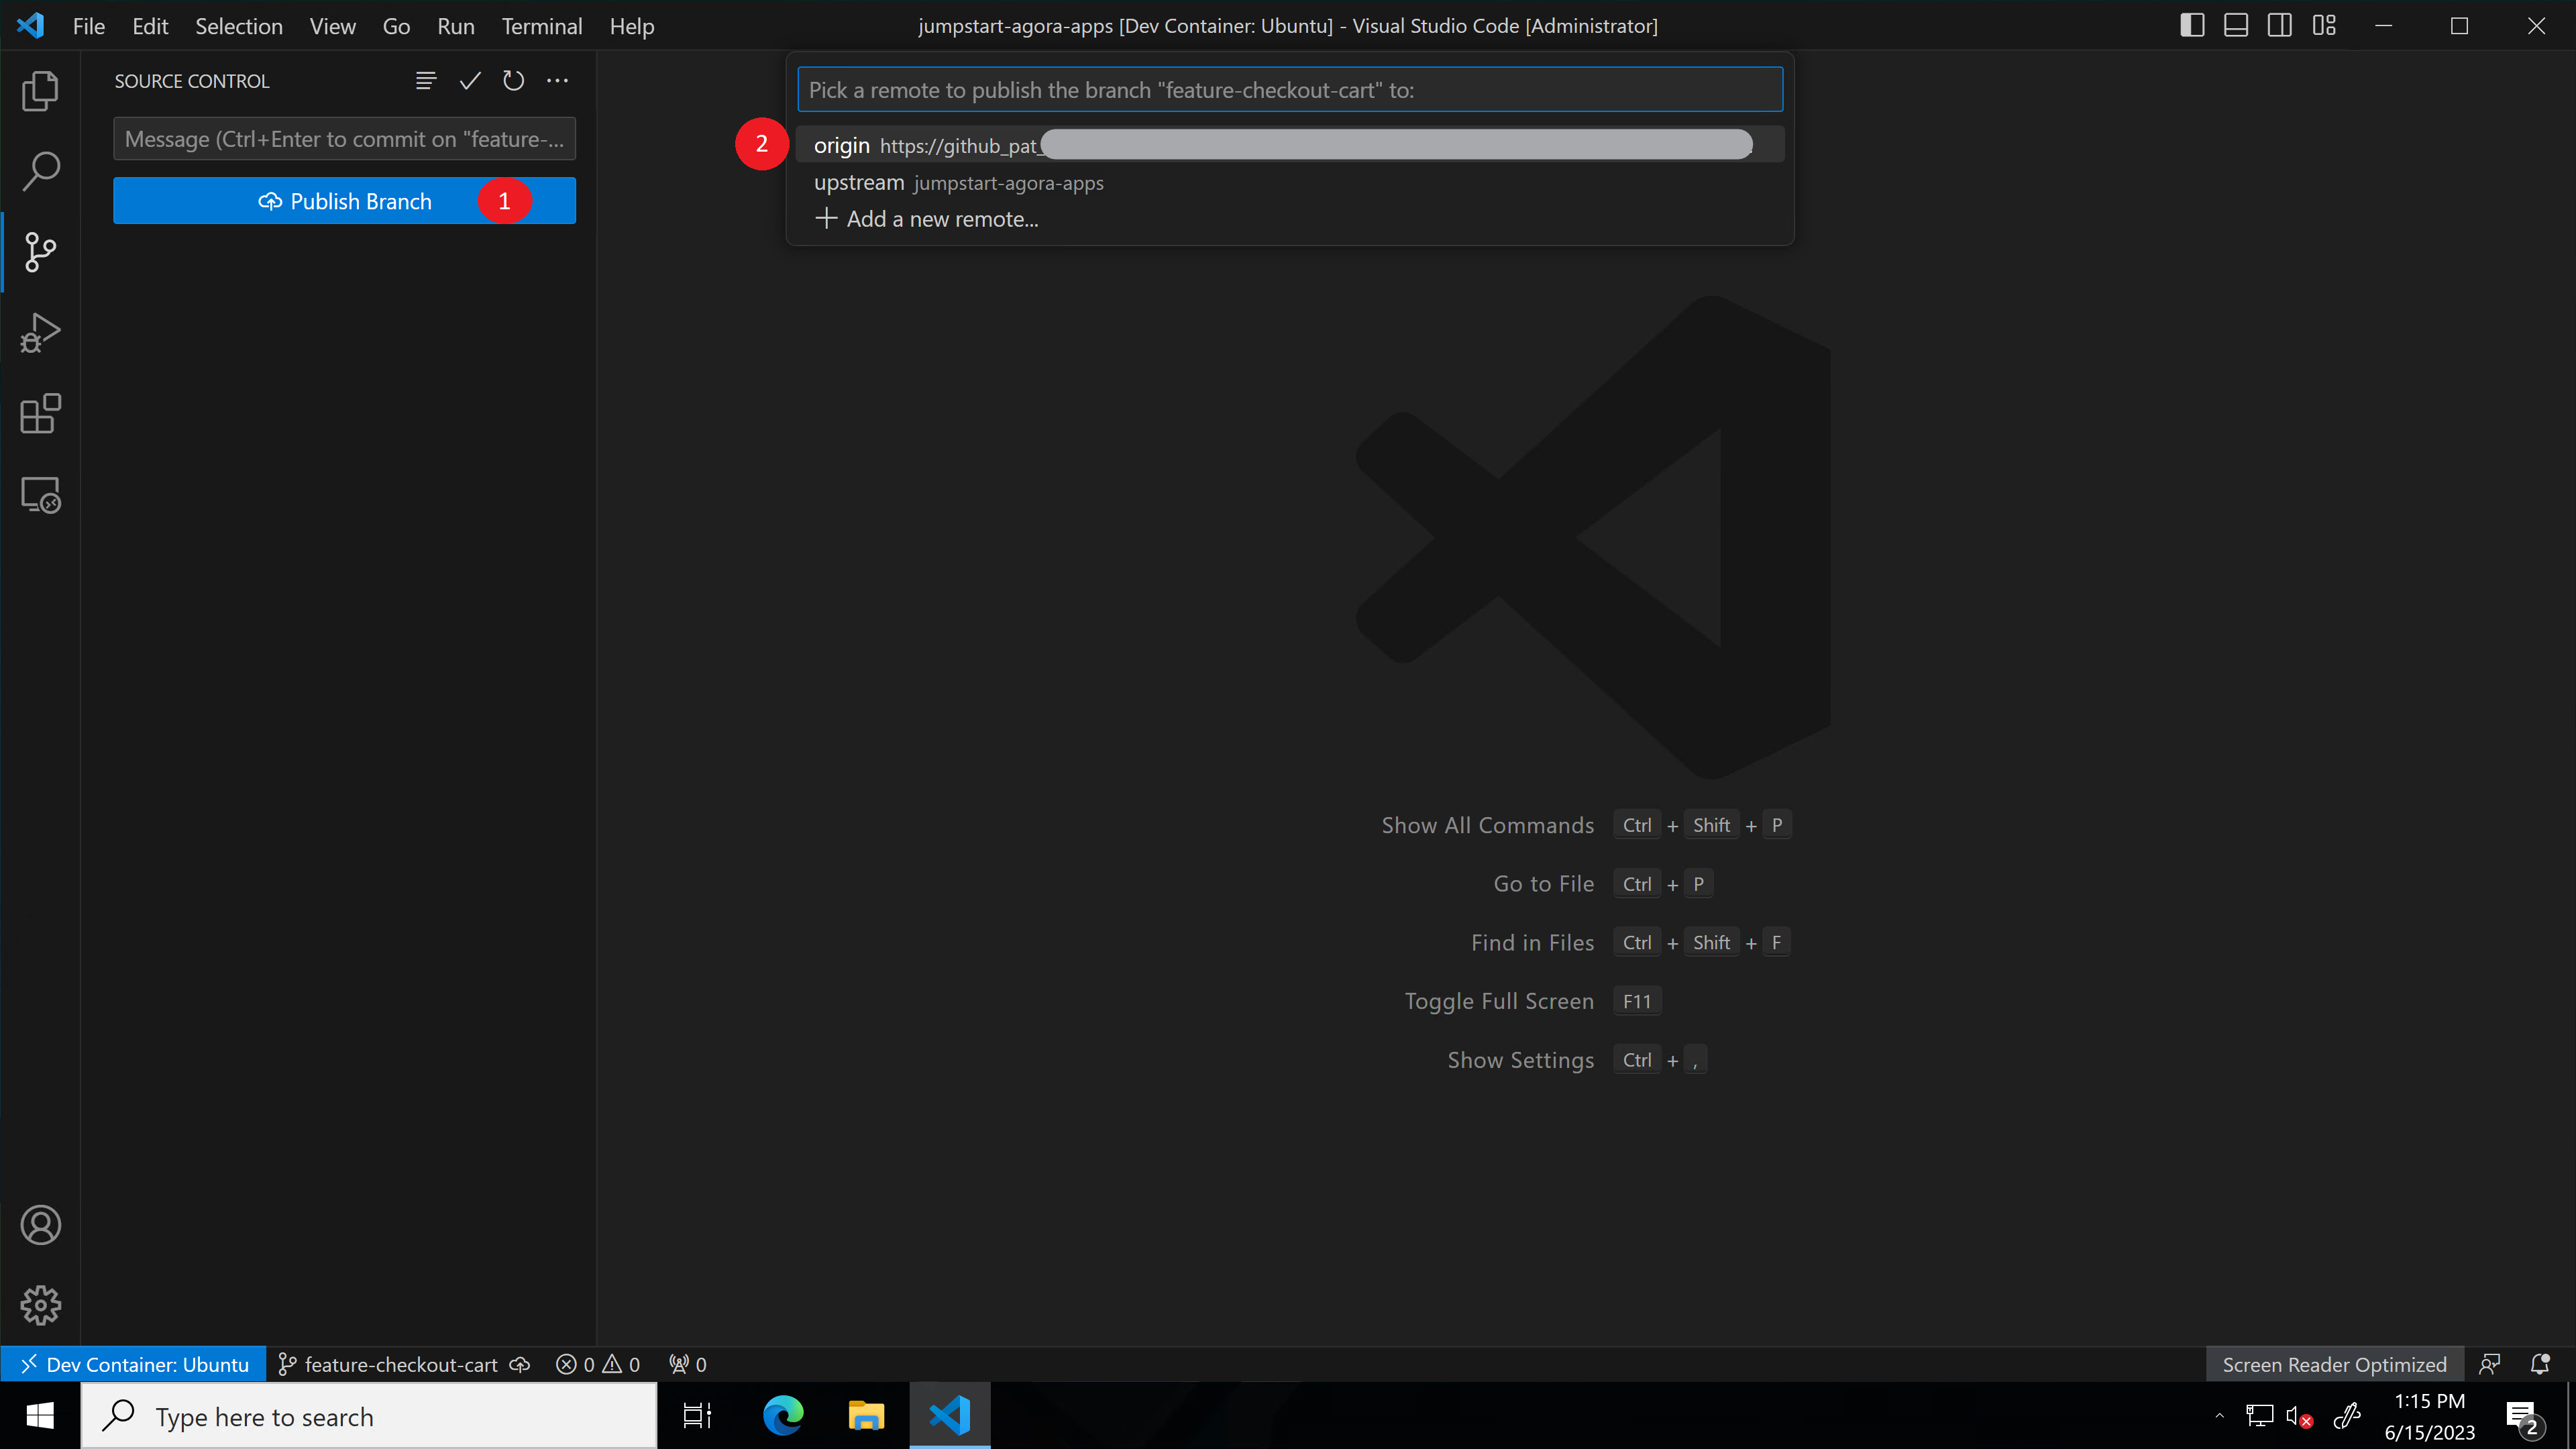 File Edit Selection View Go Run Terminal Help
jumpstart-agora-apps [Dev Container: Ubuntu] - Visual Studio Code [Administrator]
SOURCE CONTROL
Message (Ctrl+Enter to commit on "feature-...
Publish Branch 1
Pick a remote to publish the branch "feature-checkout-cart" to:
2 origin https://github_pat_
upstream jumpstart-agora-apps
Add a new remote...
Show All Commands Ctrl + Shift + P
Go to File Ctrl + P
Find in Files Ctrl + Shift + F
Toggle Full Screen F11
Show Settings Ctrl + ,
Dev Container: Ubuntu feature-checkout-cart 0 0 0 Screen Reader Optimized
Type here to search
1:15 PM
6/15/2023
2